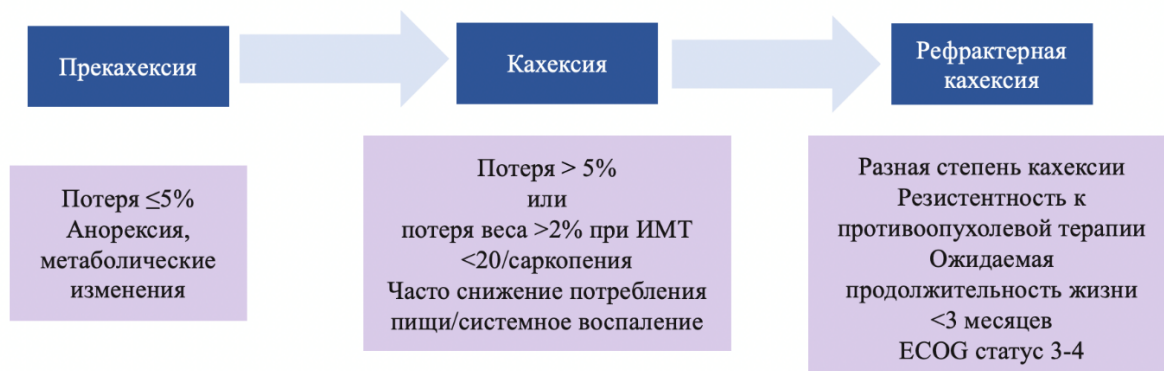 Прекахексия
Кахексия
Рефрактерная
кахексия
Потеря ≤5%
Анорексия,
метаболические
изменения
Потеря > 5%
или
потеря веса >2% при ИМТ
<20/саркопения
Часто снижение потребления
пищи/системное воспаление
Разная степень кахексии
Резистентность к
противоопухолевой терапии
Ожидаемая
продолжительность жизни
<3 месяцев
ECOG статус 3-4